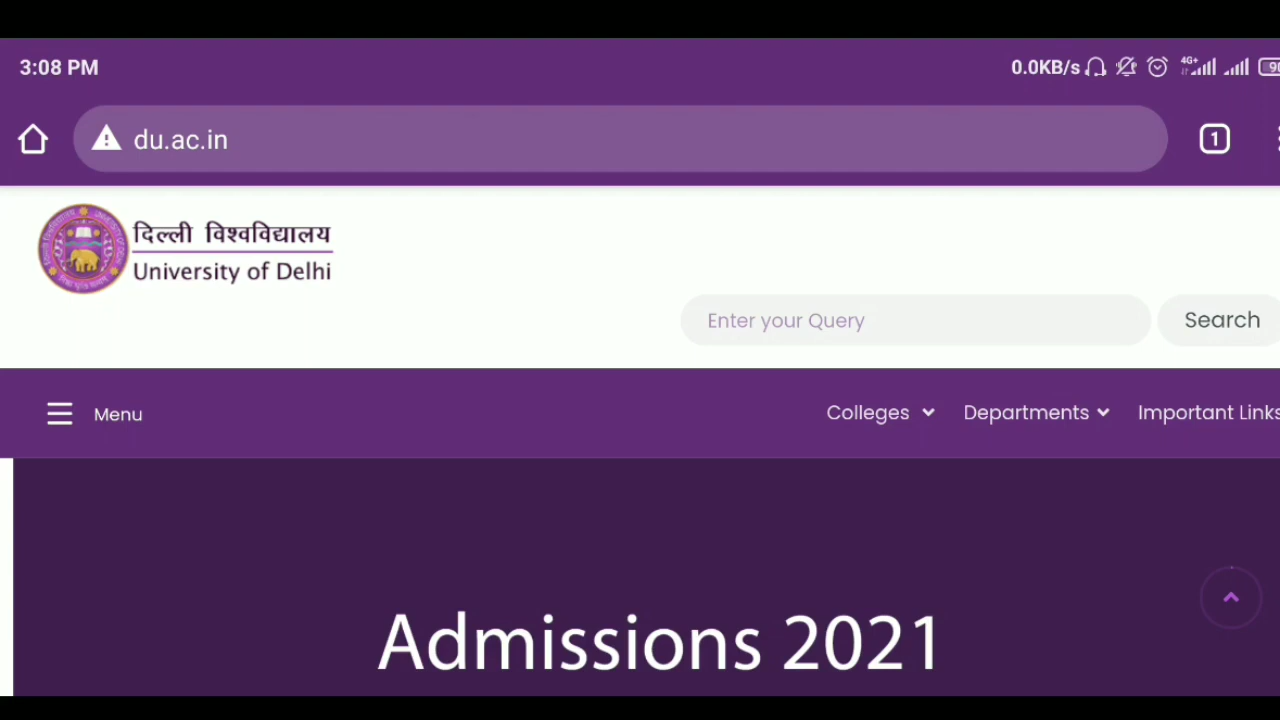 3:08 PM
0.0KB/s
4G+
du.ac.in
1
दिल्ली विश्वविद्यालय
University of Delhi
Enter your Query
Search
Menu
Colleges
Departments
Important Links
Admissions 2021